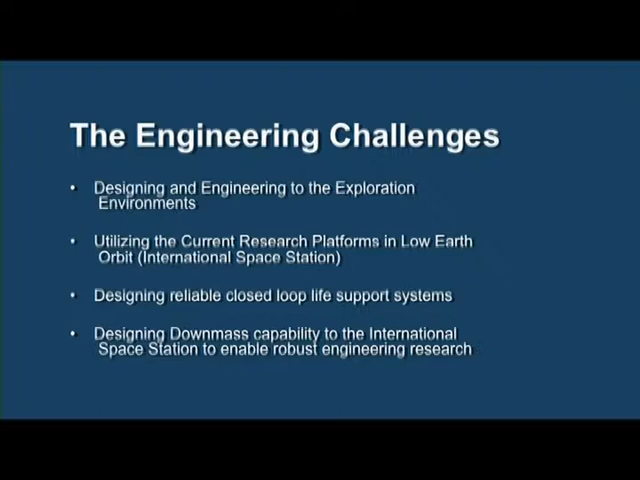 The Engineering Challenges
• Designing and Engineering to the Exploration
Environments
• Utilizing the Current Research Platforms in Low Earth
Orbit (International Space Station)
• Designing reliable closed loop life support systems
• Designing Downmass capability to the International
Space Station to enable robust engineering research